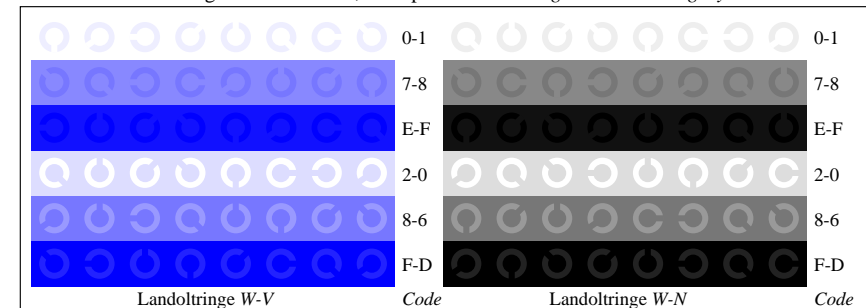 0-1 0-1
7-8 7-8
E-F E-F
2-0 2-0
8-6 8-6
F-D F-D
Landoltringe W-V Code Landoltringe W-N Code